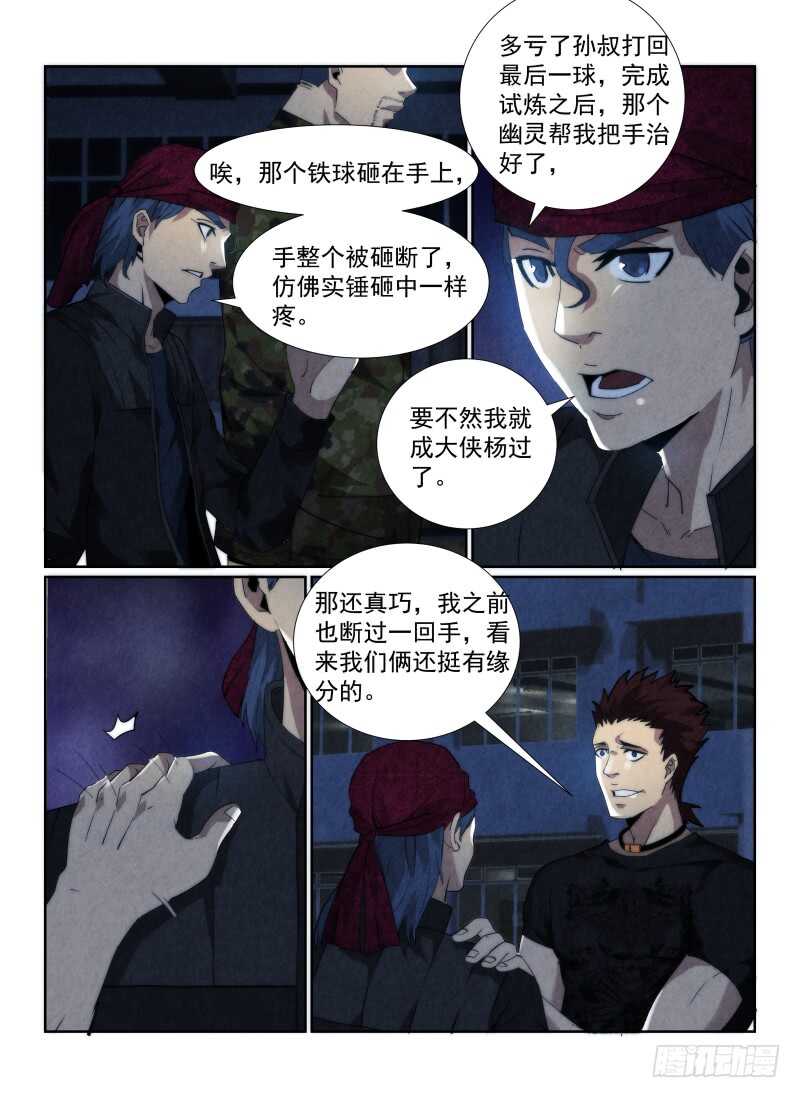 唉，那个铁球砸在手上，
手整个被砸断了，
仿佛实锤砸中一样
疼。
多亏了孙叔打回
最后一球，完成
试炼之后，那个
幽灵帮我把手治
好了，
要不然我就
成大侠杨过
了。
那还真巧，我之前
也断过一回手，看
来我们俩还挺有缘
分的。
腾讯动漫